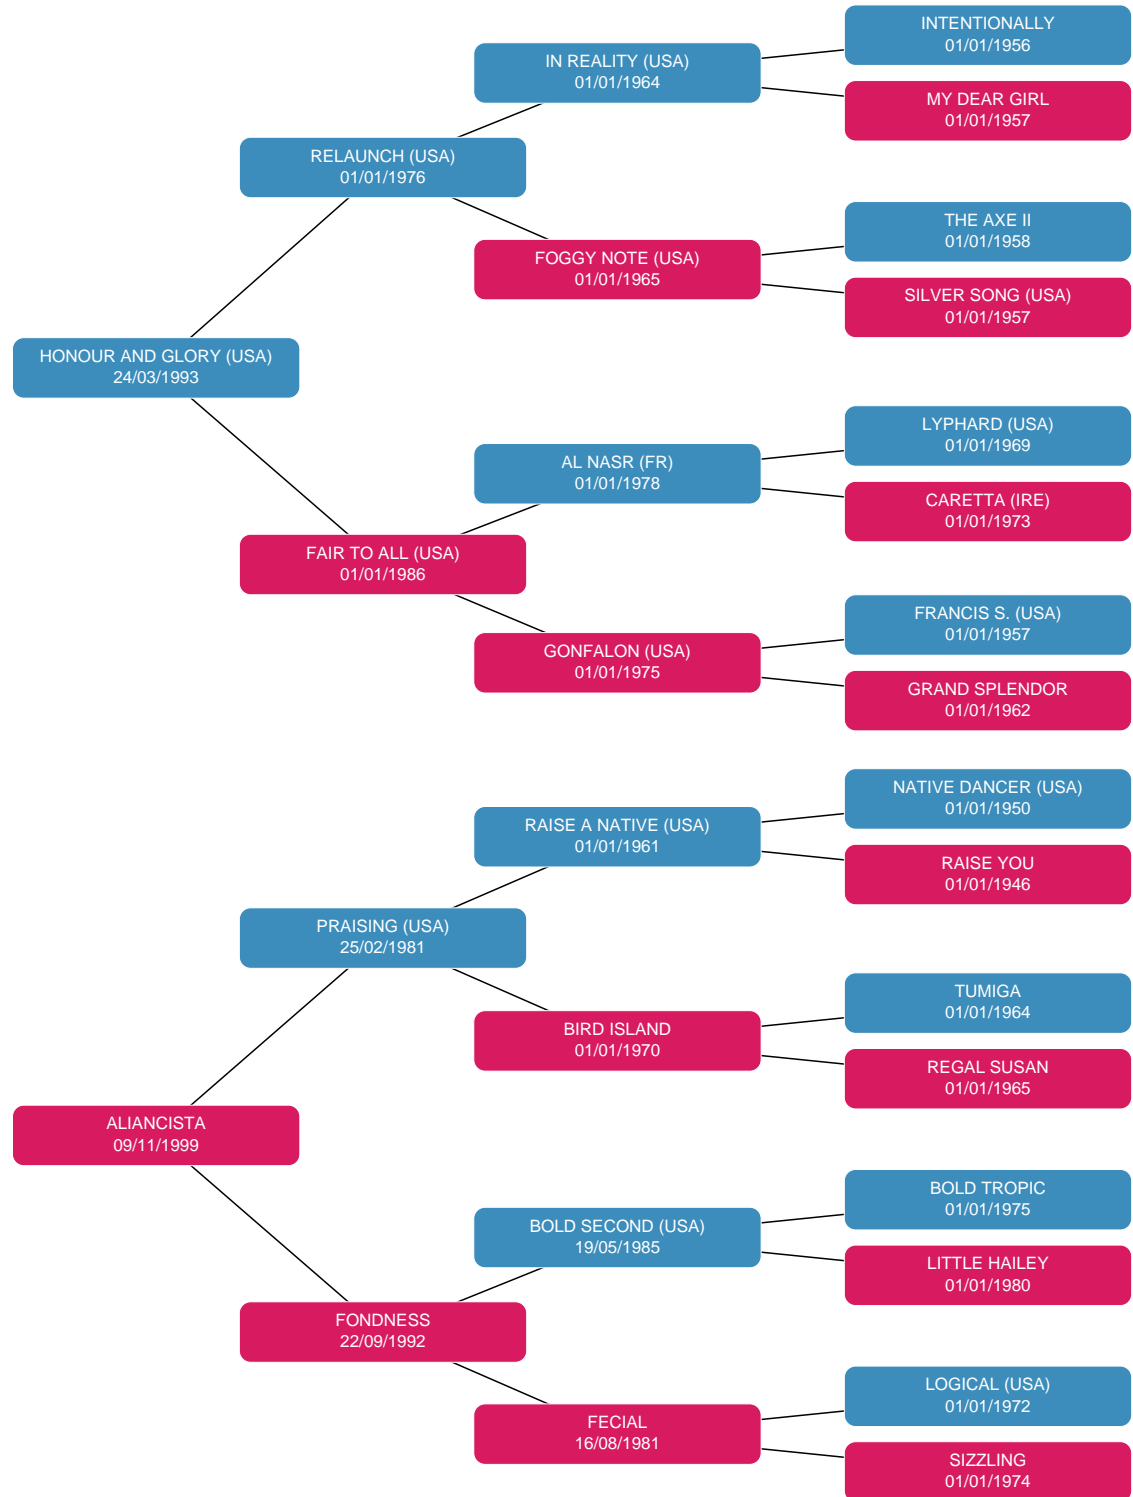 INTENTIONALLY
01/01/1956
IN REALITY (USA)
01/01/1964
MY DEAR GIRL
01/01/1957
RELAUNCH (USA)
01/01/1976
THE AXE II
01/01/1958
FOGGY NOTE (USA)
01/01/1965
SILVER SONG (USA)
01/01/1957
HONOUR AND GLORY (USA)
24/03/1993
LYPHARD (USA)
01/01/1969
AL NASR (FR)
01/01/1978
CARETTA (IRE)
01/01/1973
FAIR TO ALL (USA)
01/01/1986
FRANCIS S. (USA)
01/01/1957
GONFALON (USA)
01/01/1975
GRAND SPLENDOR
01/01/1962
NATIVE DANCER (USA)
01/01/1950
RAISE A NATIVE (USA)
01/01/1961
RAISE YOU
01/01/1946
PRAISING (USA)
25/02/1981
TUMIGA
01/01/1964
BIRD ISLAND
01/01/1970
REGAL SUSAN
01/01/1965
ALIANCISTA
09/11/1999
BOLD TROPIC
01/01/1975
BOLD SECOND (USA)
19/05/1985
LITTLE HAILEY
01/01/1980
FONDNESS
22/09/1992
LOGICAL (USA)
01/01/1972
FECIAL
16/08/1981
SIZZLING
01/01/1974